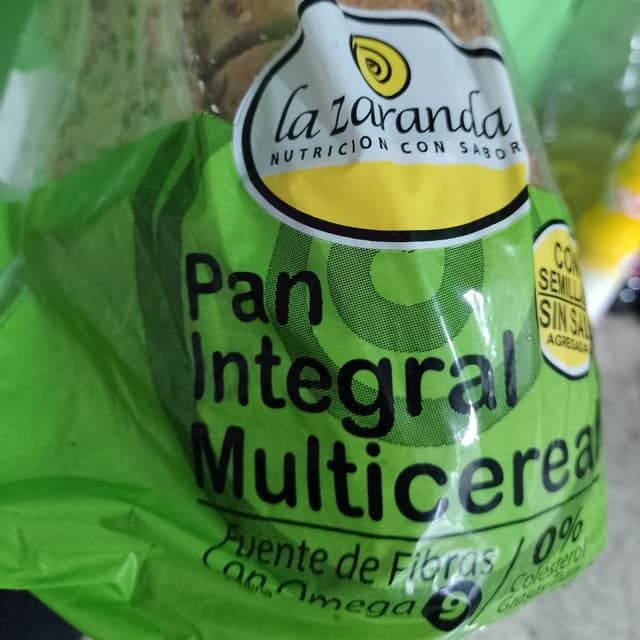 la zaranda
NUTRICION CON SABOR
CON
SEMILLAS
SIN SAL
AGREGADA
Pan
Integral
Multicereal
Fuente de Fibras
Con Omega 9
0%
Colesterol